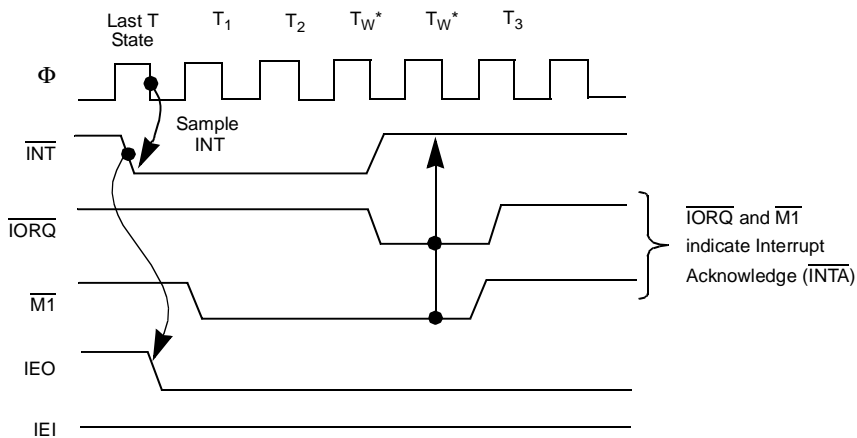 Last T
State
T1
T2
TW*
TW*
T3
Φ
Sample
INT
INT
IORQ
IORQ and M1
indicate Interrupt
Acknowledge (INTA)
M1
IEO
IEI